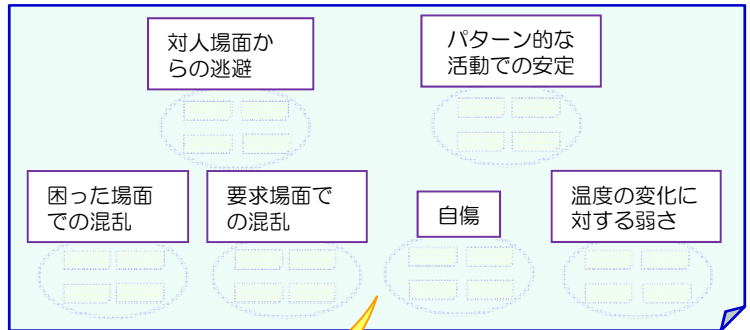 対人場面か
らの逃避
パターン的な
活動での安定
困った場面
での混乱
要求場面で
の混乱
自傷
温度の変化に
対する弱さ